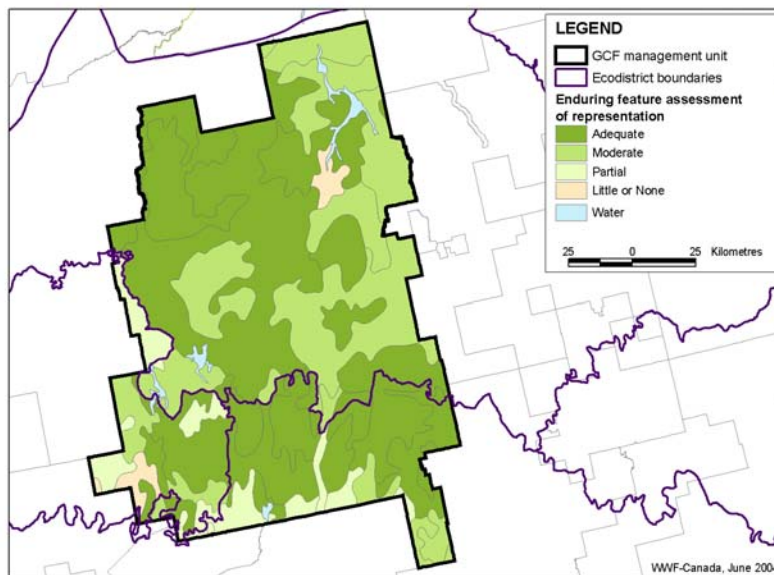 LEGEND
GCF management unit
Ecodistrict boundaries
Enduring feature assessment
of representation
Adequate
Moderate
Partial
Little or None
Water
25 0 25 Kilometres
WWF-Canada, June 2004